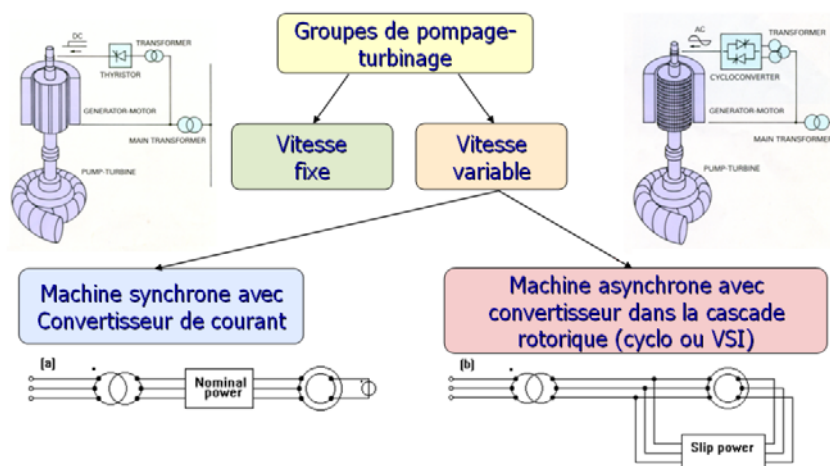 Groupes de pompage-
turbinage
DC
TRANSFORMER
THYRISTOR
GENERATOR-MOTOR
MAIN TRANSFORMER
PUMP-TURBINE
AC
TRANSFORMER
CYCLOCONVERTER
GENERATOR-MOTOR
MAIN TRANSFORMER
PUMP-TURBINE
Vitesse
fixe
Vitesse
variable
Machine synchrone avec
Convertisseur de courant
Machine asynchrone avec
convertisseur dans la cascade
rotorique (cyclo ou VSI)
(a)
Nominal
power
(b)
Slip power